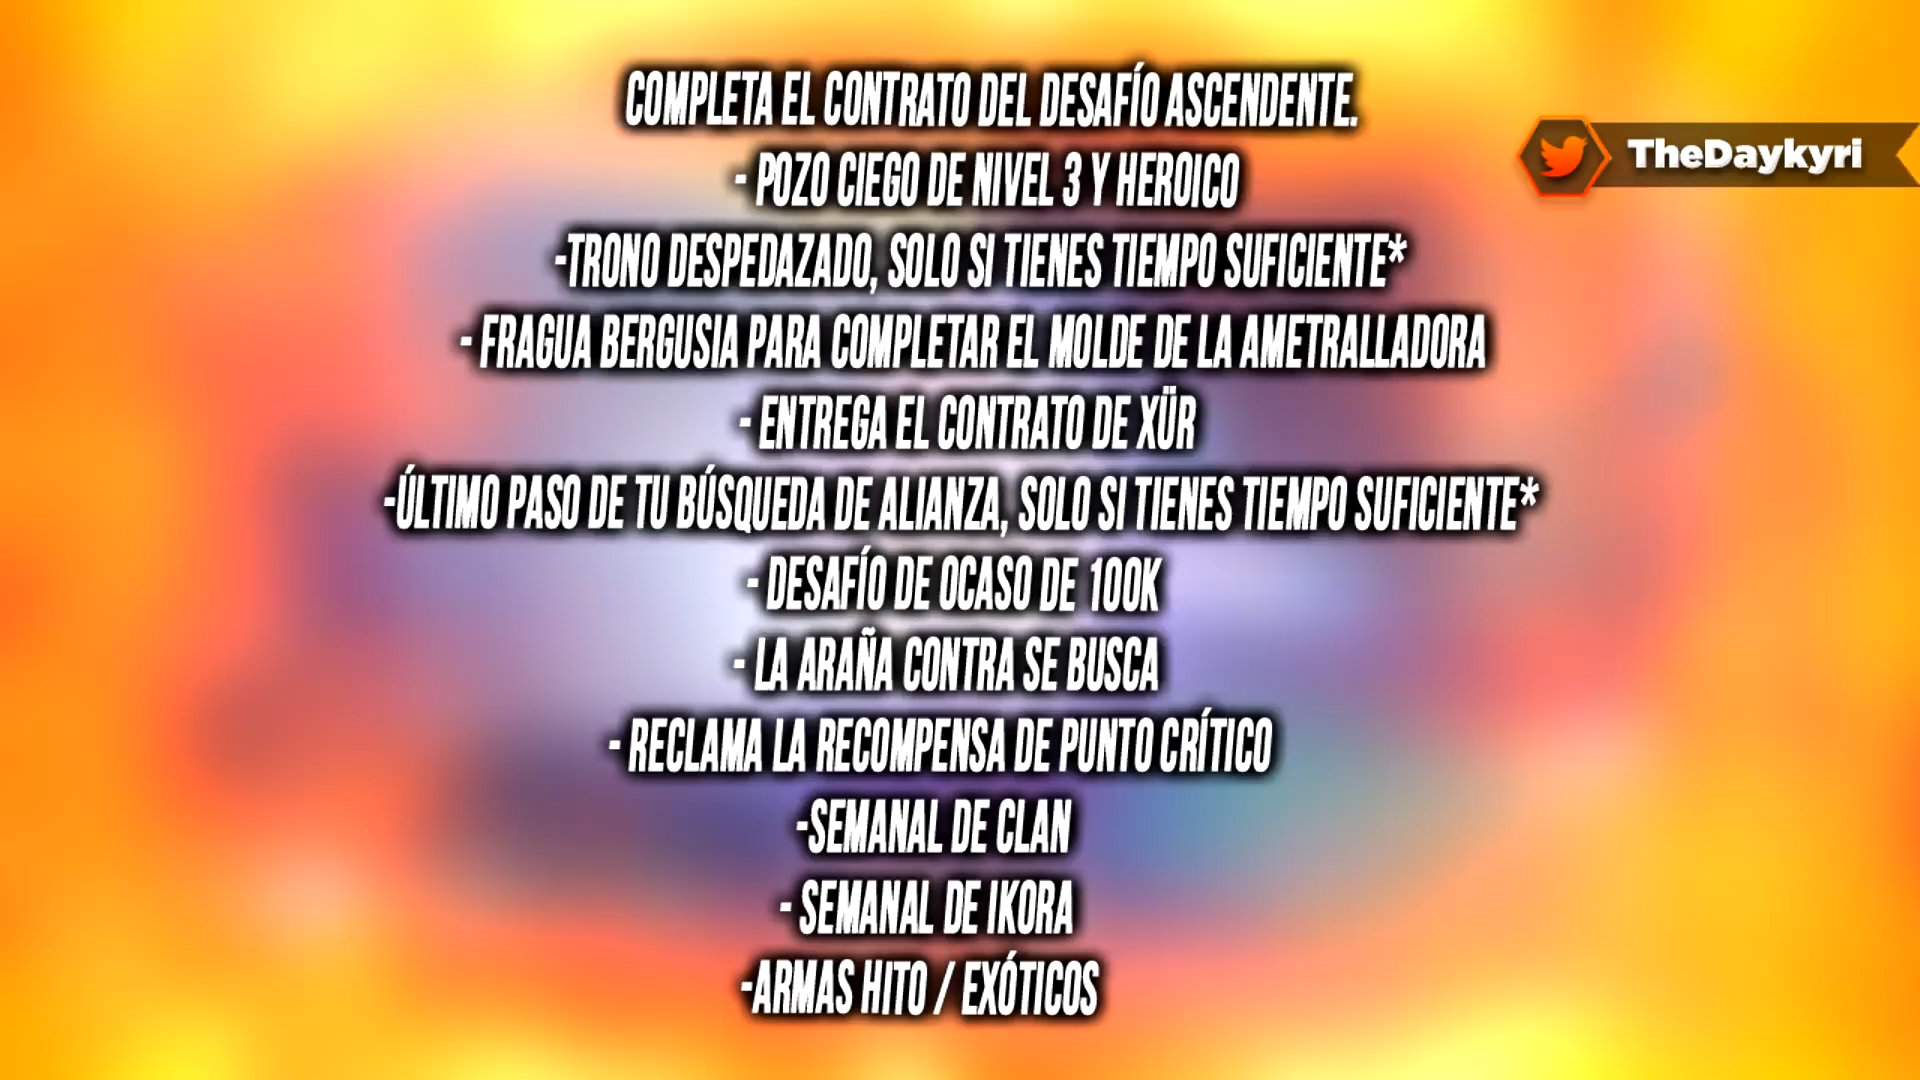 COMPLETA EL CONTRATO DEL DESAFÍO ASCENDENTE.
- POZO CIEGO DE NIVEL 3 Y HEROICO
TheDaykyri
-TRONO DESPEDAZADO, SOLO SI TIENES TIEMPO SUFICIENTE*
- FRAGUA BERGUSIA PARA COMPLETAR EL MOLDE DE LA AMETRALLADORA
- ENTREGA EL CONTRATO DE XÜR
-ÚLTIMO PASO DE TU BÚSQUEDA DE ALIANZA, SOLO SI TIENES TIEMPO SUFICIENTE*
- DESAFÍO DE OCASO DE 100K
- LA ARAÑA CONTRA SE BUSCA
- RECLAMA LA RECOMPENSA DE PUNTO CRÍTICO
-SEMANAL DE CLAN
- SEMANAL DE IKORA
-ARMAS HITO / EXÓTICOS